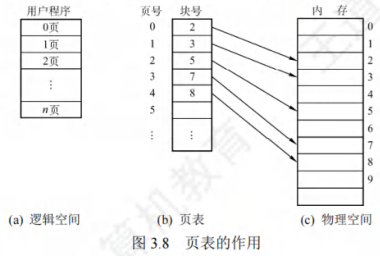 用户程序
0页
1页
2页
⋮
n页
(a) 逻辑空间
页号 块号
0 2
1 3
2 5
3 7
4 8
5
⋮ ⋮
(b) 页表
内 存
0
1
2
3
4
5
6
7
8
9
(c) 物理空间
图 3.8 页表的作用